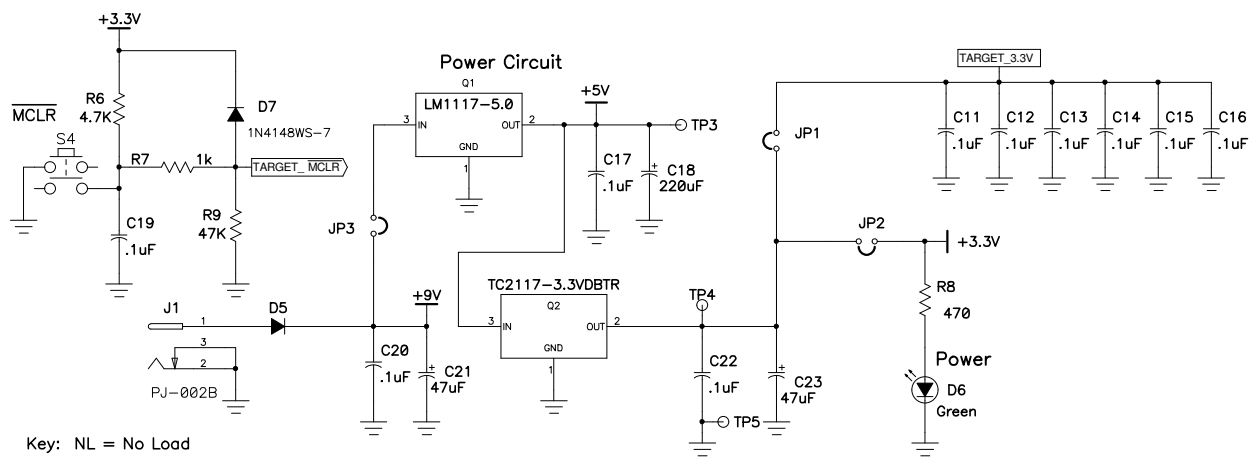 +3.3V
Power Circuit
R6
4.7K
MCLR
S4
D7
1N4148WS-7
R7
1k
TARGET_MCLR
R9
47K
C19
.1uF
Q1
LM1117-5.0
3
IN
OUT
2
GND
1
+5V
TP3
C17
.1uF
C18
220uF
+
JP3
TARGET_3.3V
C11
.1uF
C12
.1uF
C13
.1uF
C14
.1uF
C15
.1uF
C16
.1uF
JP1
JP2
+3.3V
R8
470
Power
D6
Green
TC2117-3.3VDBTR
Q2
3
IN
OUT
2
GND
1
TP4
C22
.1uF
TP5
C23
47uF
+
J1
1
3
2
PJ-002B
D5
+9V
C20
.1uF
C21
47uF
+
Key: NL = No Load